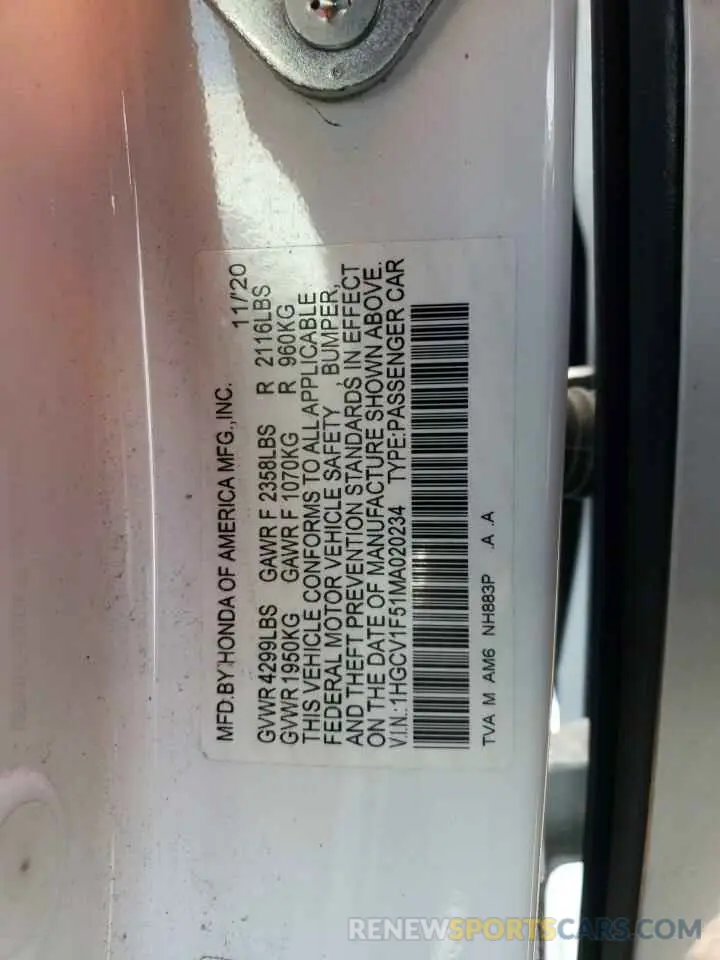 MFD.BY HONDA OF AMERICA MFG.,INC. 11/'20
GVWR 4299LBS GAWR F 2358LBS R 2116LBS
GVWR 1950KG GAWR F 1070KG R 960KG
THIS VEHICLE CONFORMS TO ALL APPLICABLE
FEDERAL MOTOR VEHICLE SAFETY , BUMPER,
AND THEFT PREVENTION STANDARDS IN EFFECT
ON THE DATE OF MANUFACTURE SHOWN ABOVE.
V.I.N.: 1HGCV1F51MA020234 TYPE:PASSENGER CAR
TVA M AM6 NH883P .A .A
RENEWSPORTSCARS.COM